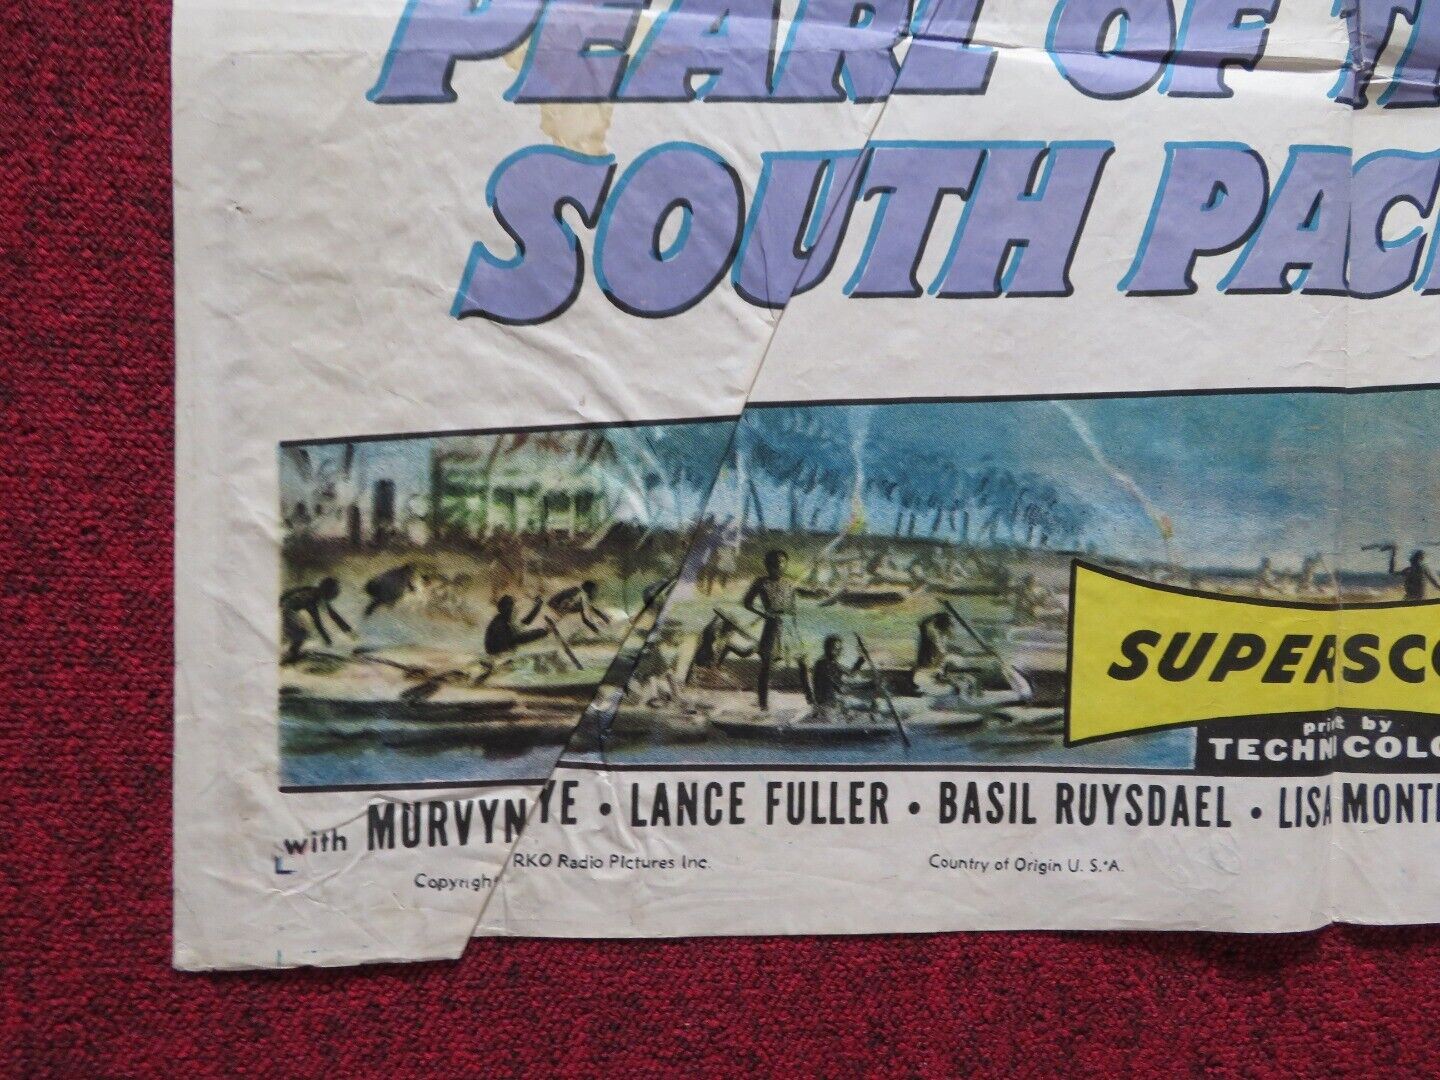 PEARL OF
SOUTH PAC
SUPERSCO
print by
TECHNICOLO
with MURVYN YE • LANCE FULLER • BASIL RUYSDAEL • LISA MONT
Copyright RKO Radio Pictures Inc. Country of Origin U. S. A.